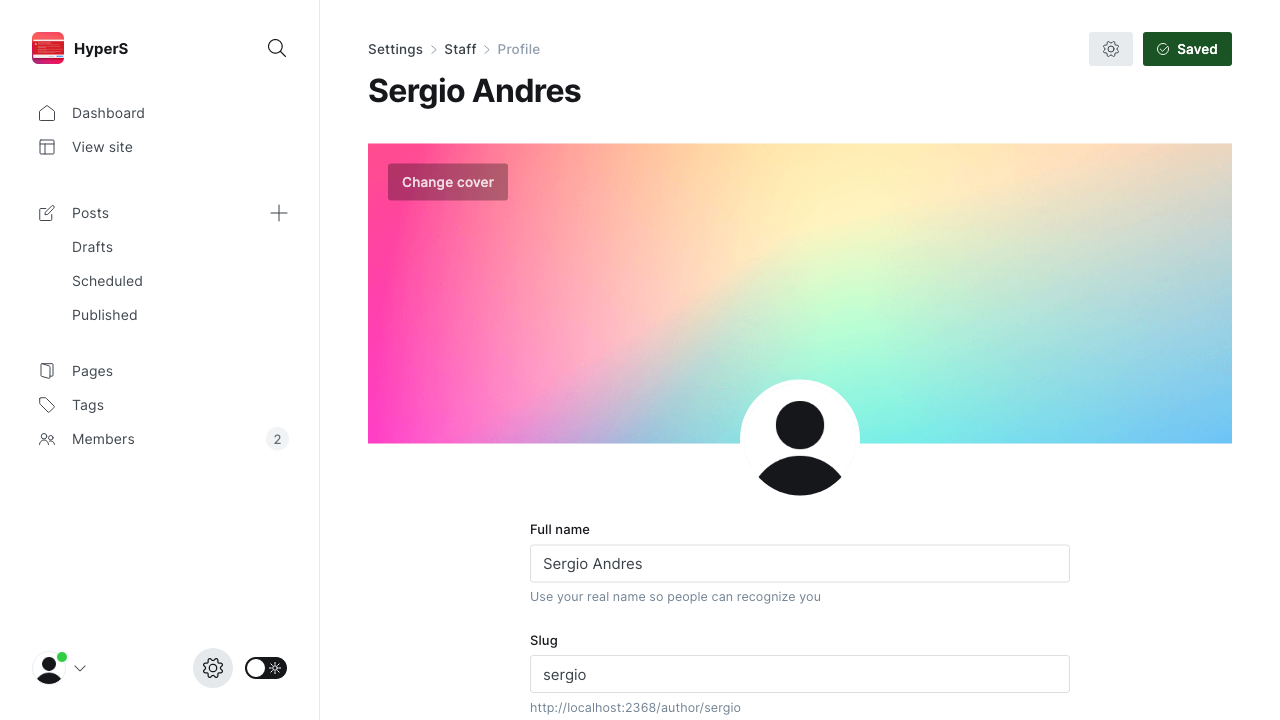 HyperS
Dashboard
View site
Posts
Drafts
Scheduled
Published
Pages
Tags
Members 2
Settings Staff Profile
Saved
Sergio Andres
Change cover
Full name
Sergio Andres
Use your real name so people can recognize you
Slug
sergio
http://localhost:2368/author/sergio